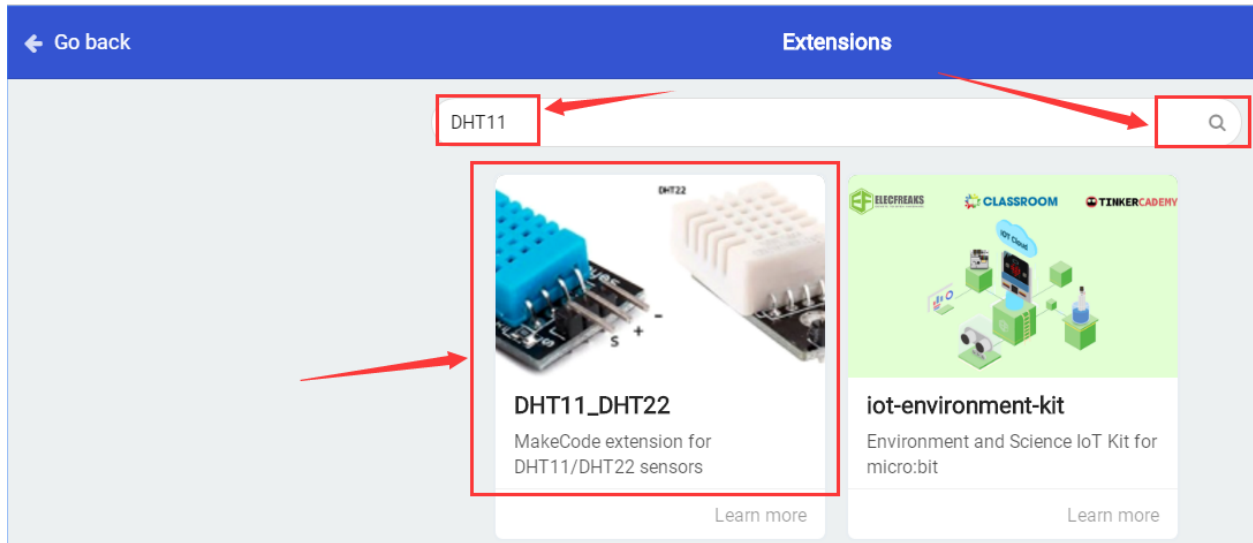 Go back
Extensions
DHT11
DHT22
S + -
ELECFREAKS
CLASSROOM
TINKERCADEMY
IOT Cloud
DHT11_DHT22
MakeCode extension for
DHT11/DHT22 sensors
Learn more
iot-environment-kit
Environment and Science IoT Kit for
micro:bit
Learn more